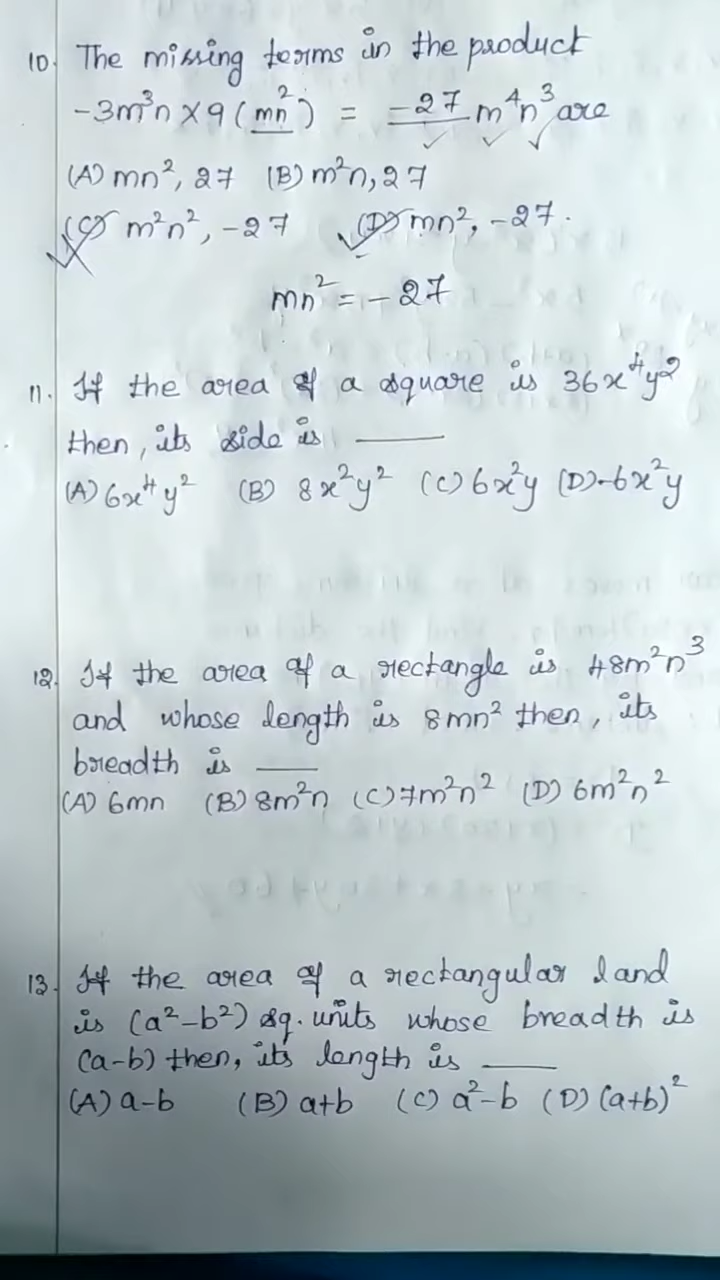 10. The missing terms in the product
-3m³n × 9 (mn²) = -27 m⁴n³ are
(A) mn², 27 (B) m²n, 27
(C) m²n², -27 (D) mn², -27.
mn² = -27
11. If the area of a square is 36x⁴y²
then, its side is ____
(A) 6x⁴y² (B) 8x²y² (C) 6x²y (D) -6x²y
12. If the area of a rectangle is 48m²n³
and whose length is 8mn² then, its
breadth is ____
(A) 6mn (B) 8m²n (C) 7m²n² (D) 6m²n²
13. If the area of a rectangular land
is (a²-b²) sq. units whose breadth is
(a-b) then, its length is ____
(A) a-b (B) a+b (C) a²-b (D) (a+b)²